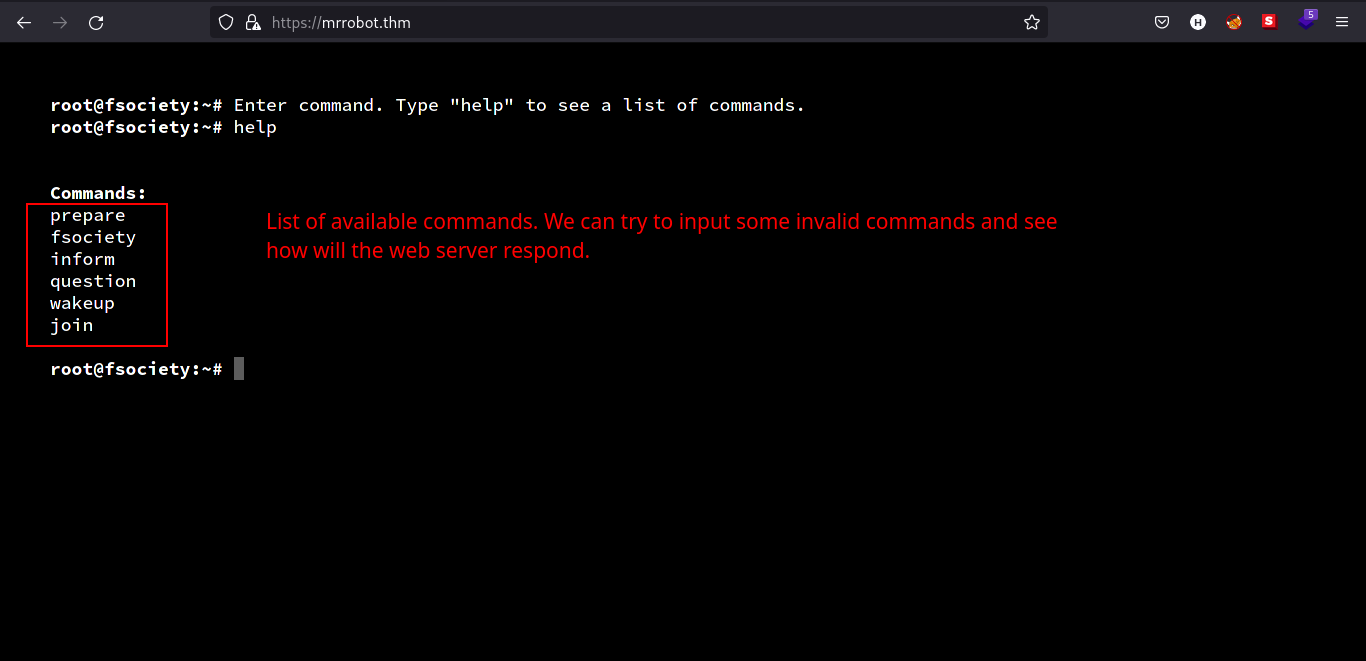 https://mrrobot.thm
H
S
5
root@fsociety:~# Enter command. Type "help" to see a list of commands.
root@fsociety:~# help
Commands:
prepare
fsociety
inform
question
wakeup
join
List of available commands. We can try to input some invalid commands and see
how will the web server respond.
root@fsociety:~#